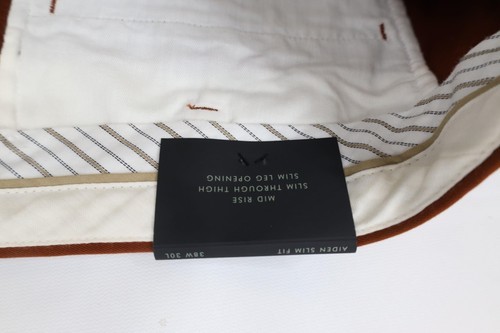 AIDEN SLIM FIT
38W 30L
MID RISE
SLIM THROUGH THIGH
SLIM LEG OPENING